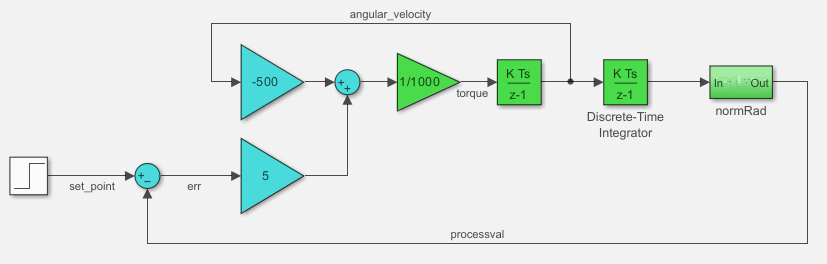 angular_velocity
-500
+
+
1/1000
torque
K Ts
z-1
K Ts
z-1
Discrete-Time
Integrator
In Out
normRad
set_point
+
−
err
5
processval